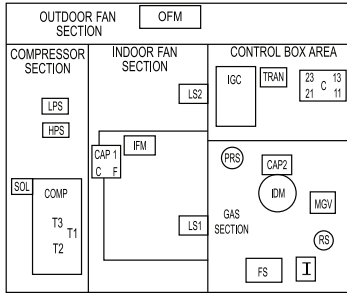 OUTDOOR FAN
SECTION
OFM
COMPRESSOR
SECTION
LPS
HPS
SOL
COMP
T3
T1
T2
INDOOR FAN
SECTION
LS2
CAP 1
C F
IFM
LS1
CONTROL BOX AREA
IGC
TRAN
23 13
C
21 11
PRS
CAP2
IDM
MGV
GAS
SECTION
RS
FS
I